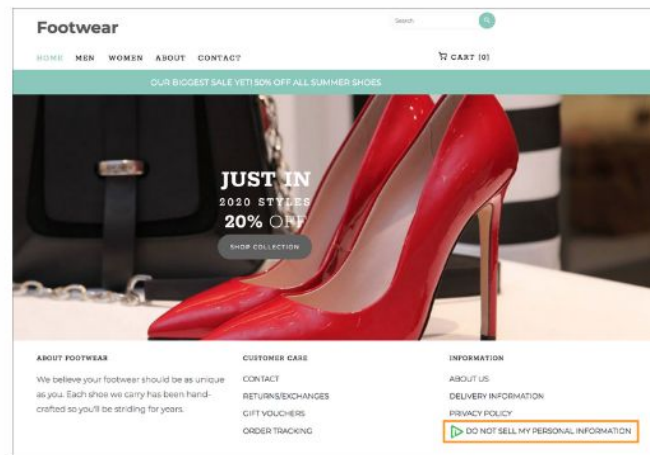 Footwear
Search
HOME MEN WOMEN ABOUT CONTACT
CART (0)
OUR BIGGEST SALE YET! 50% OFF ALL SUMMER SHOES
JUST IN
2020 STYLES
20% OFF
SHOP COLLECTION
ABOUT FOOTWEAR
We believe your footwear should be as unique
as you. Each shoe we carry has been hand-
crafted so you'll be striding for years.
CUSTOMER CARE
CONTACT
RETURNS/EXCHANGES
GIFT VOUCHERS
ORDER TRACKING
INFORMATION
ABOUT US
DELIVERY INFORMATION
PRIVACY POLICY
DO NOT SELL MY PERSONAL INFORMATION